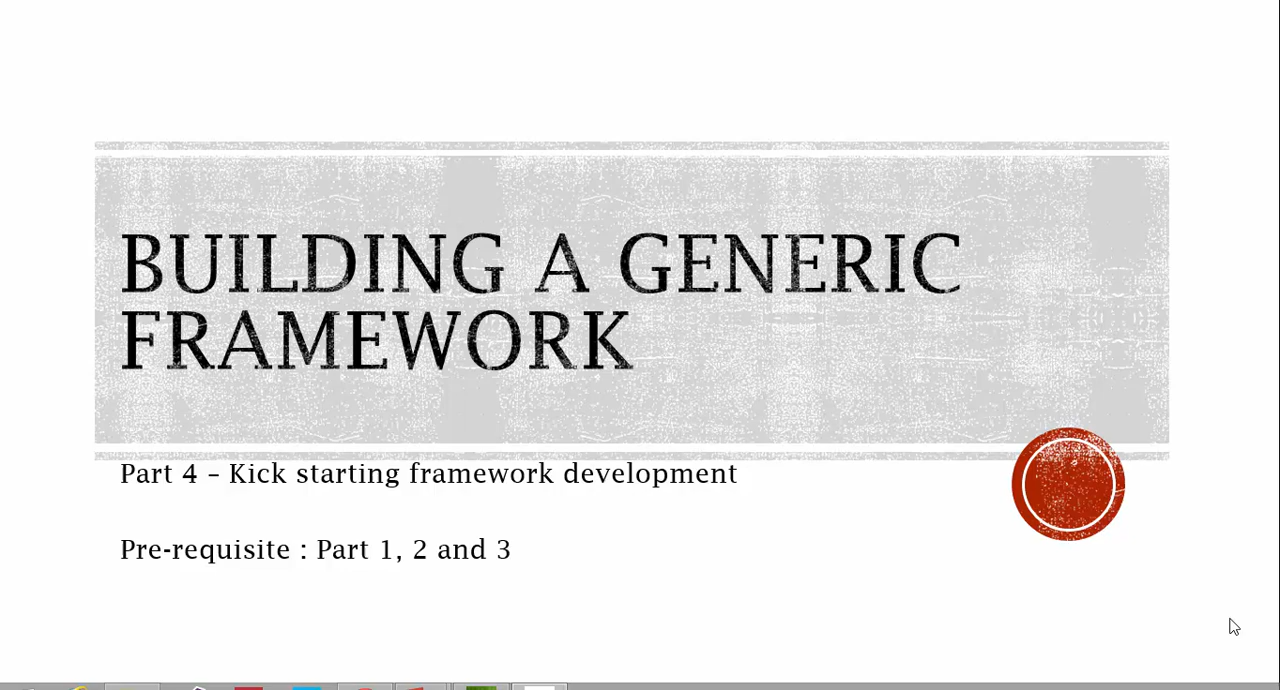 BUILDING A GENERIC
FRAMEWORK
Part 4 – Kick starting framework development
Pre-requisite : Part 1, 2 and 3